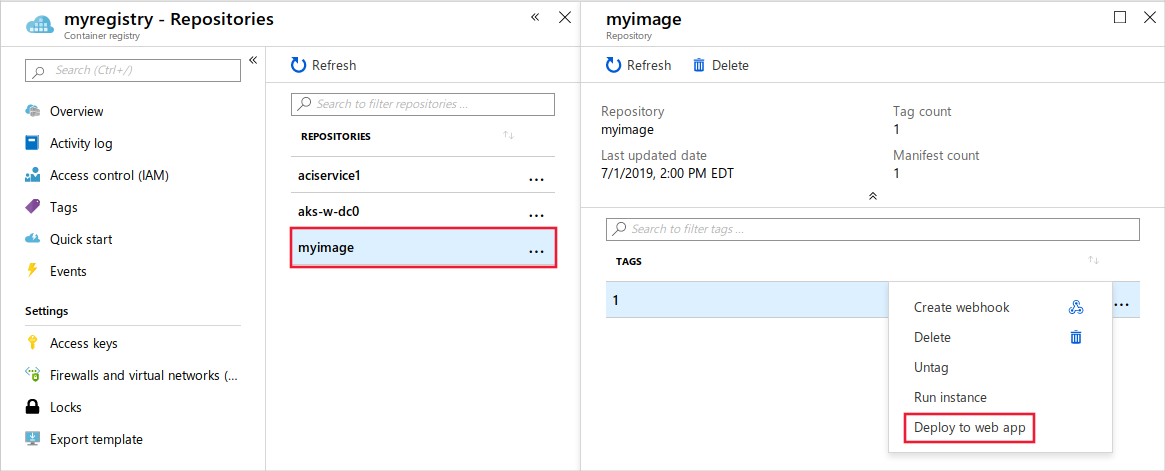 myregistry - Repositories
Container registry
Search (Ctrl+/)
Overview
Activity log
Access control (IAM)
Tags
Quick start
Events
Settings
Access keys
Firewalls and virtual networks (...
Locks
Export template
Refresh
Search to filter repositories ...
REPOSITORIES
aciservice1 ...
aks-w-dc0 ...
myimage ...
myimage
Repository
Refresh Delete
Repository
myimage
Tag count
1
Last updated date
7/1/2019, 2:00 PM EDT
Manifest count
1
Search to filter tags ...
TAGS
1 ...
Create webhook
Delete
Untag
Run instance
Deploy to web app